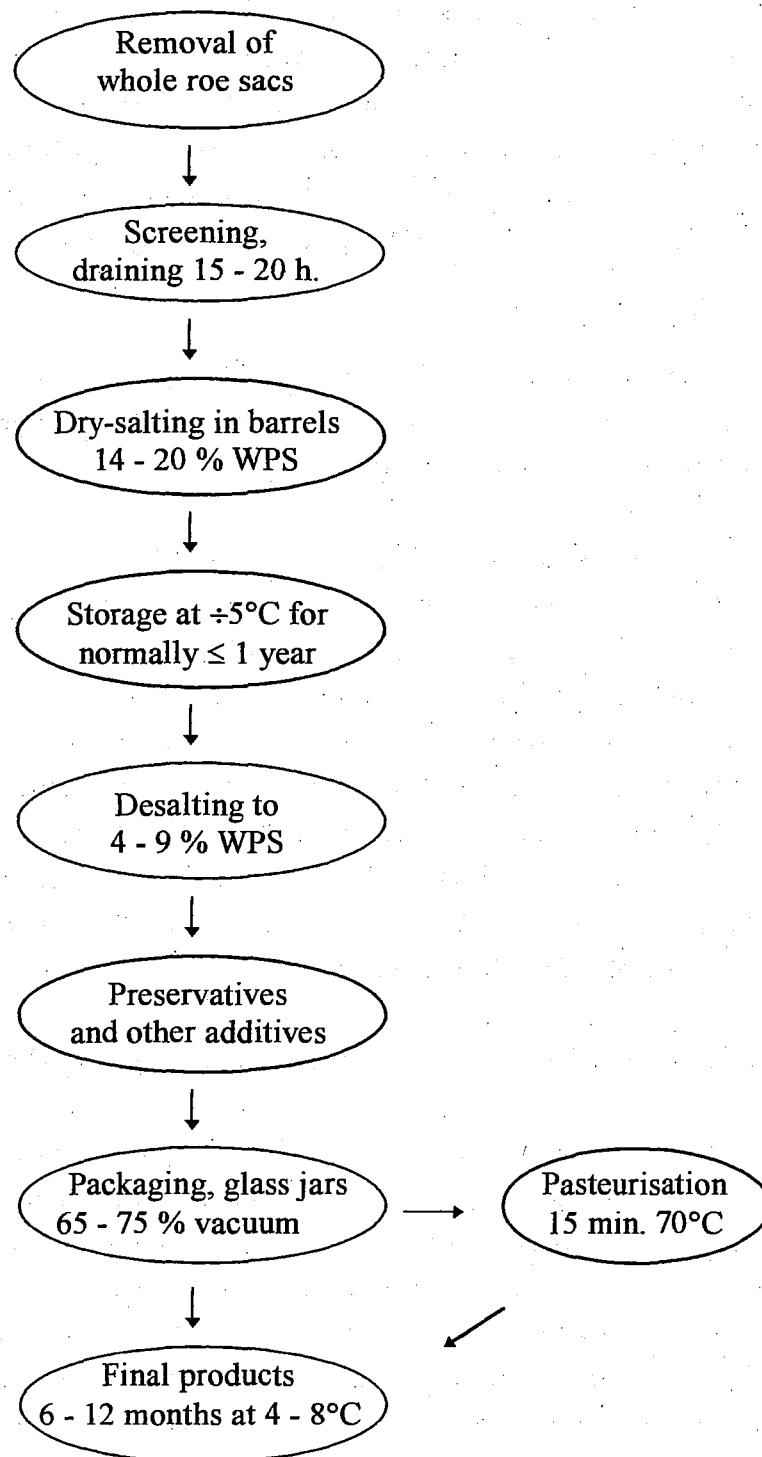 Removal of
whole roe sacs
Screening,
draining 15 - 20 h.
Dry-salting in barrels
14 - 20 % WPS
Storage at ÷5°C for
normally ≤ 1 year
Desalting to
4 - 9 % WPS
Preservatives
and other additives
Packaging, glass jars
65 - 75 % vacuum
Pasteurisation
15 min. 70°C
Final products
6 - 12 months at 4 - 8°C